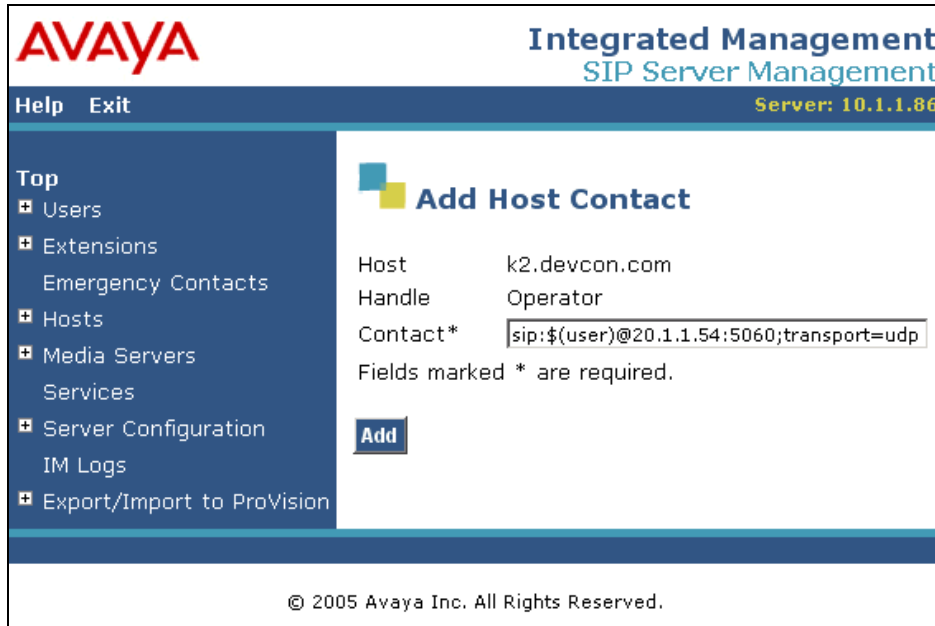 AVAYA
Integrated Management
SIP Server Management
Help Exit
Server: 10.1.1.86
Top
Users
Extensions
Emergency Contacts
Hosts
Media Servers
Services
Server Configuration
IM Logs
Export/Import to ProVision
Add Host Contact
Host k2.devcon.com
Handle Operator
Contact* sip:$(user)@20.1.1.54:5060;transport=udp
Fields marked * are required.
Add
© 2005 Avaya Inc. All Rights Reserved.